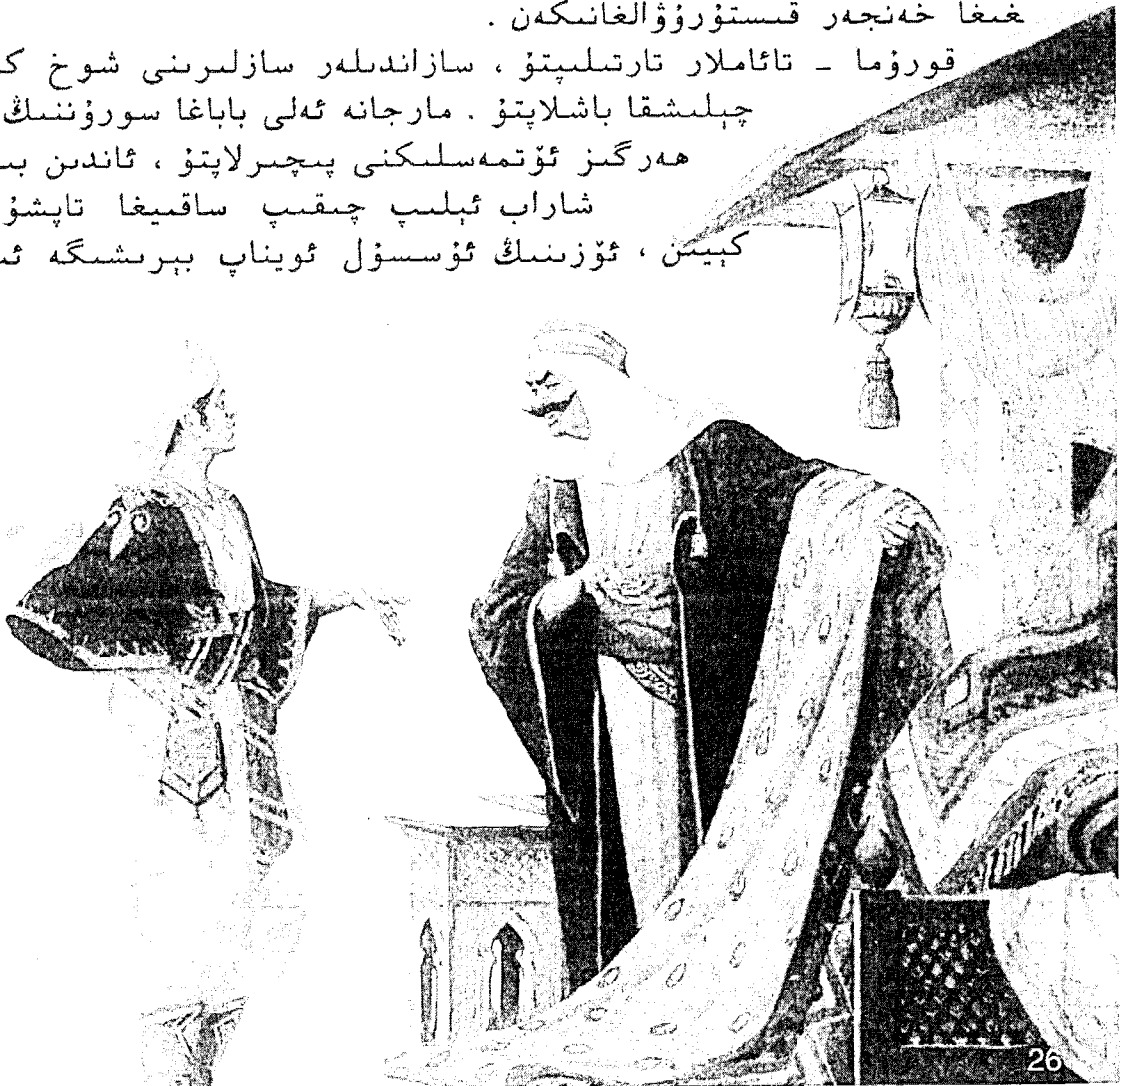 غىغا خەنجەر قىستۇرۇۋالغانىكەن .
قورۇما - تائاملار تارتىلىپتۇ ، سازاندىلەر سازلىرىنى شوخ
چېلىشقا باشلاپتۇ . مارجانە ئەلى باباغا سورۇننىڭ
ھەرگىز ئۆتمەسلىكنى پىچىرلاپتۇ ، ئاندىن
شاراب ئېلىپ چىقىپ ساقىيغا
كېيىن ، ئۆزىنىڭ ئۇسسۇل ئويناپ بېرىشىگە
26